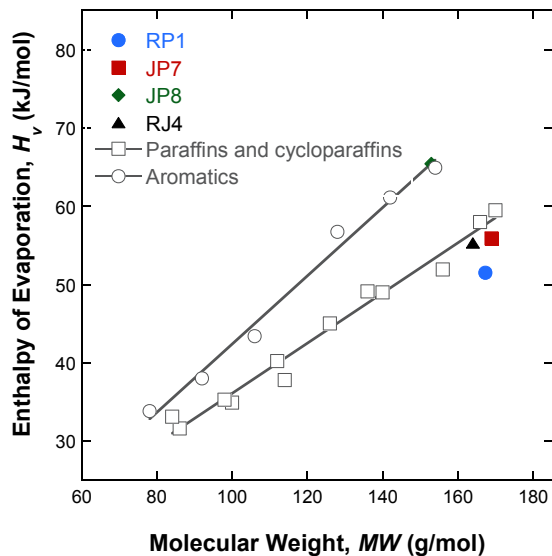 80
70
60
50
40
30
60
80
100
120
140
160
180
Enthalpy of Evaporation, H_v (kJ/mol)
Molecular Weight, MW (g/mol)
RP1
JP7
JP8
RJ4
Paraffins and cycloparaffins
Aromatics